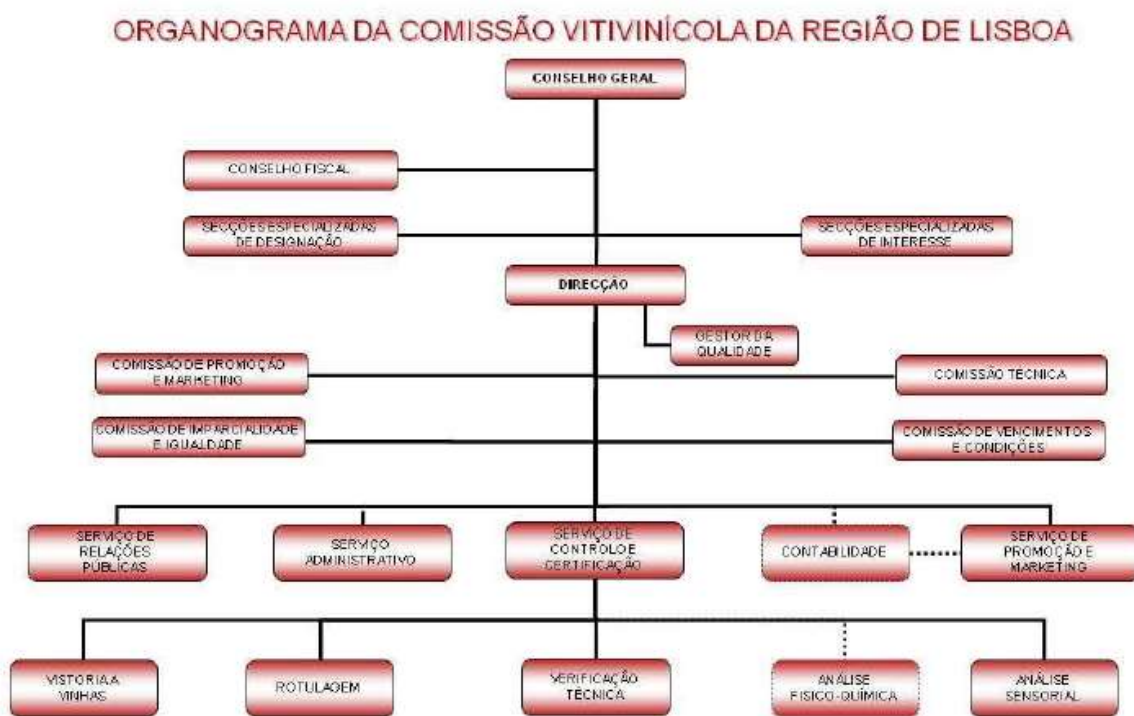 ORGANOGRAMA DA COMISSÃO VITIVINÍCOLA DA REGIÃO DE LISBOA
CONSELHO GERAL
CONSELHO FISCAL
SECÇÕES ESPECIALIZADAS
DE DESIGNAÇÃO
SECÇÕES ESPECIALIZADAS
DE INTERESSE
DIRECÇÃO
GESTOR DA
QUALIDADE
COMISSÃO DE PROMOÇÃO
E MARKETING
COMISSÃO TÉCNICA
COMISSÃO DE IMPARCIALIDADE
E IGUALDADE
COMISSÃO DE VENCIMENTOS
E CONDIÇÕES
SERVIÇO DE
RELAÇÕES
PÚBLICAS
SERVIÇO
ADMINISTRATIVO
SERVIÇO DE
CONTROLO E
CERTIFICAÇÃO
CONTABILIDADE
SERVIÇO DE
PROMOÇÃO E
MARKETING
VISTORIA A
VINHAS
ROTULAGEM
VERIFICAÇÃO
TÉCNICA
ANÁLISE
FISICO-QUÍMICA
ANÁLISE
SENSORIAL